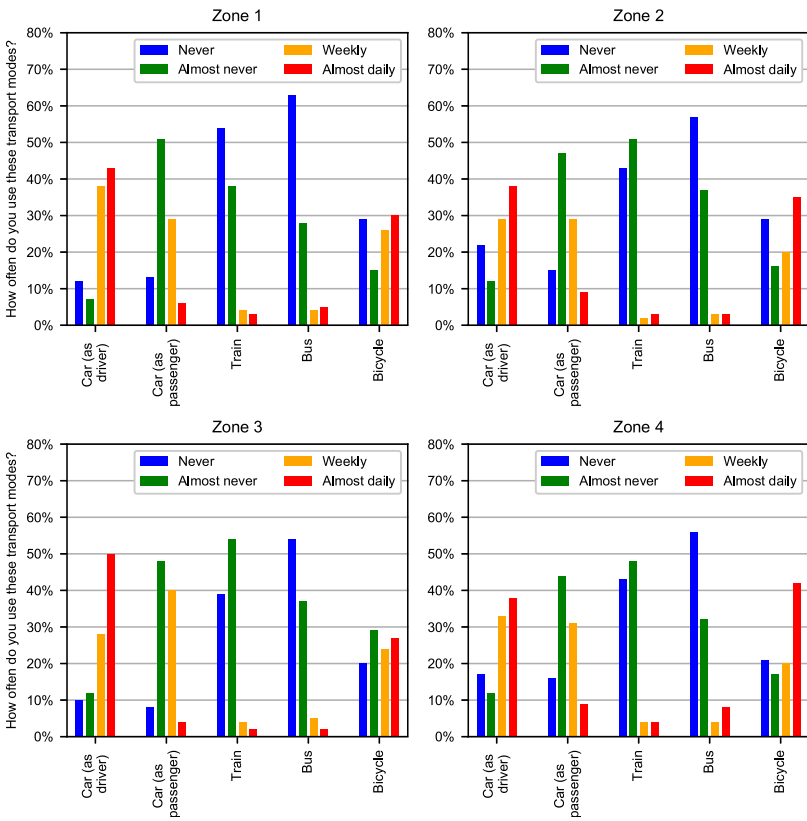 Zone 1
How often do you use these transport modes?
80%
70%
60%
50%
40%
30%
20%
10%
0%
Never
Almost never
Weekly
Almost daily
Car (as
driver)
Car (as
passenger)
Train
Bus
Bicycle
Zone 2
80%
70%
60%
50%
40%
30%
20%
10%
0%
Never
Almost never
Weekly
Almost daily
Car (as
driver)
Car (as
passenger)
Train
Bus
Bicycle
Zone 3
How often do you use these transport modes?
80%
70%
60%
50%
40%
30%
20%
10%
0%
Never
Almost never
Weekly
Almost daily
Car (as
driver)
Car (as
passenger)
Train
Bus
Bicycle
Zone 4
80%
70%
60%
50%
40%
30%
20%
10%
0%
Never
Almost never
Weekly
Almost daily
Car (as
driver)
Car (as
passenger)
Train
Bus
Bicycle